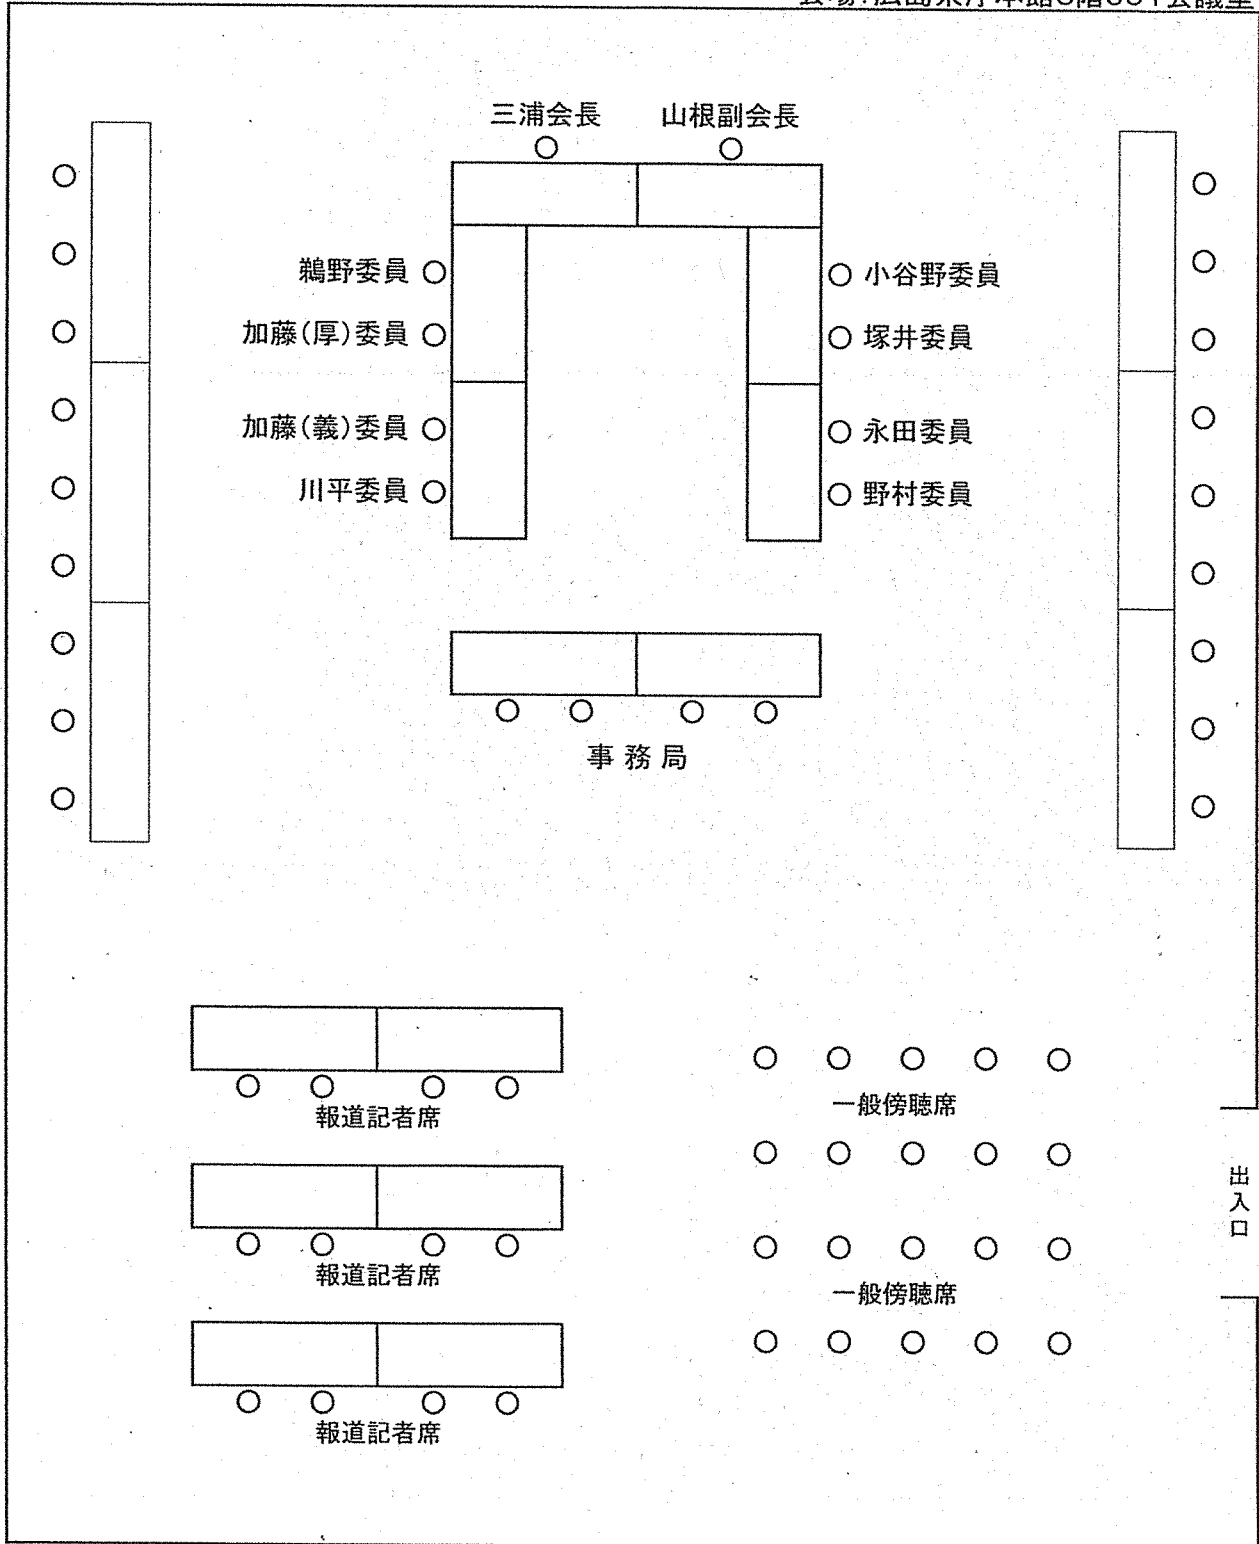 三浦会長 山根副会長
鵜野委員 小谷野委員
加藤(厚)委員 塚井委員
加藤(義)委員 永田委員
川平委員 野村委員
事務局
報道記者席 一般傍聴席
出入口
報道記者席 一般傍聴席
報道記者席